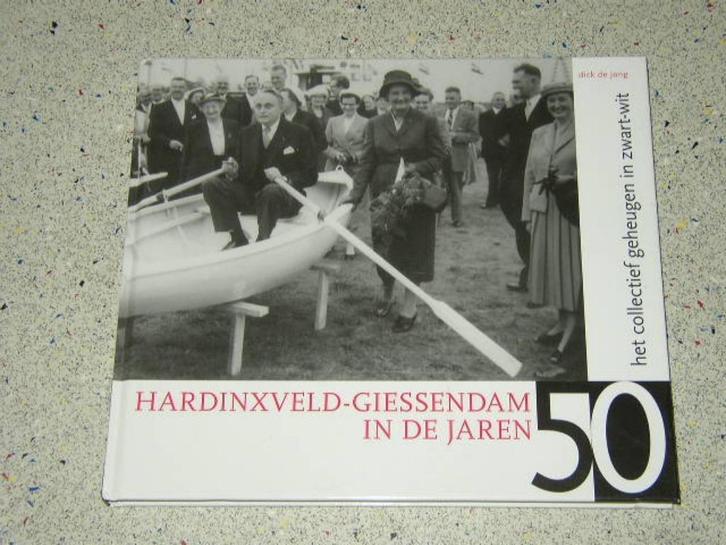 dick de jong
het collectief geheugen in zwart-wit
HARDINXVELD-GIESSENDAM
IN DE JAREN 50